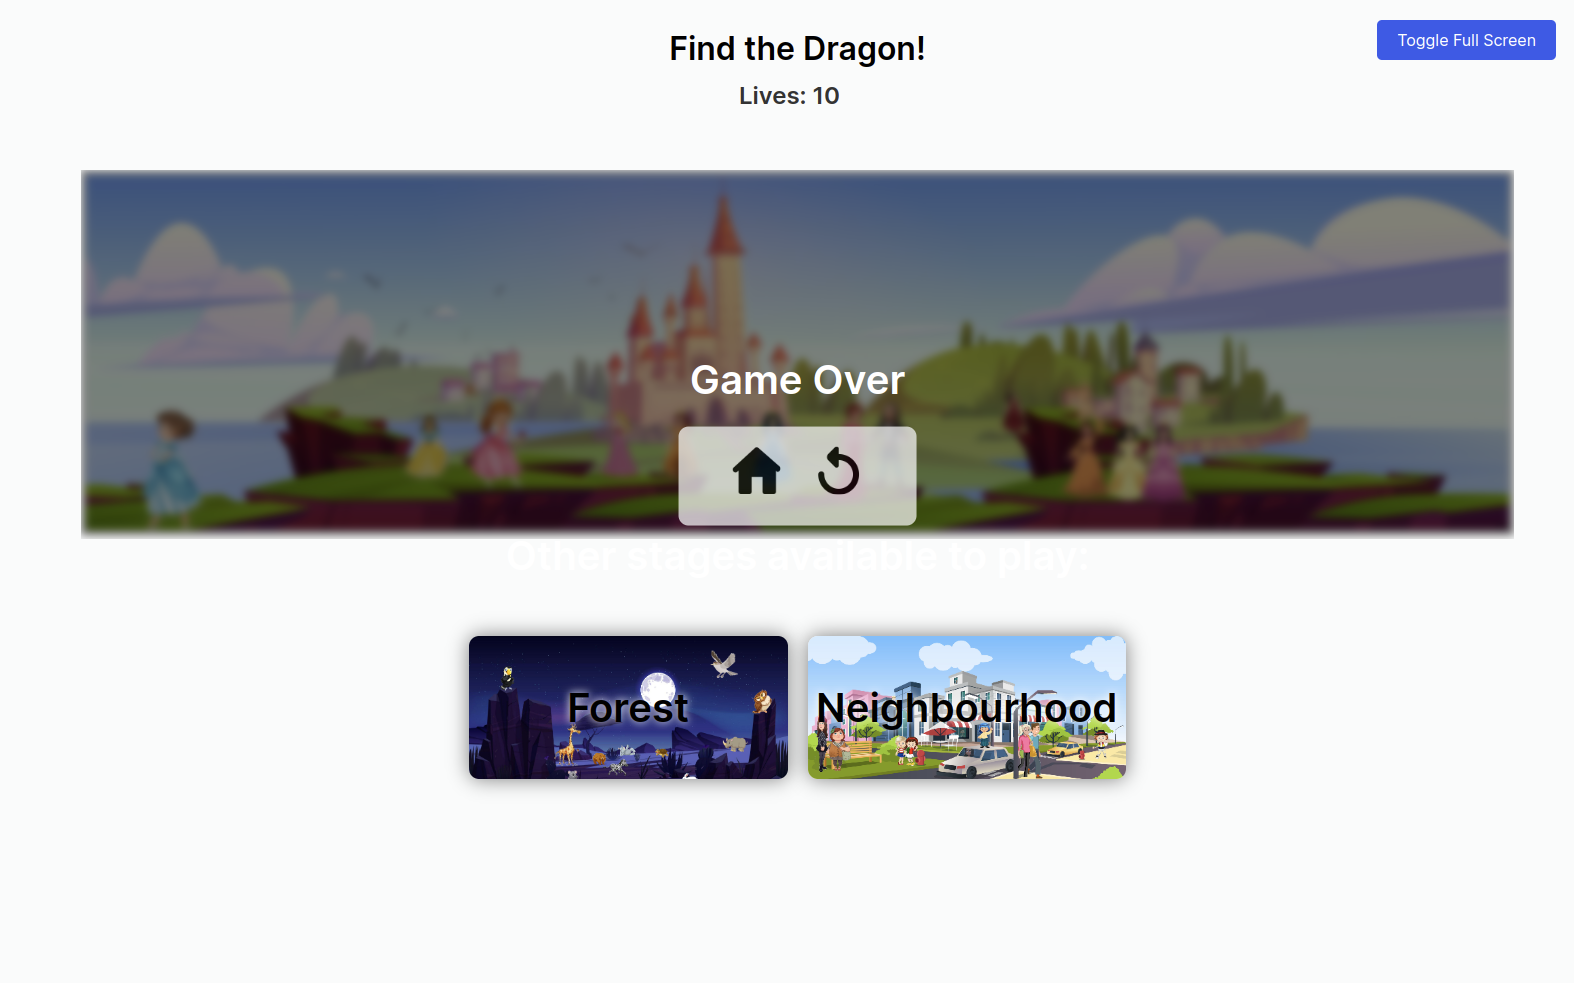 Find the Dragon!
Toggle Full Screen
Lives: 10
Game Over
Other stages available to play:
Forest
Neighbourhood